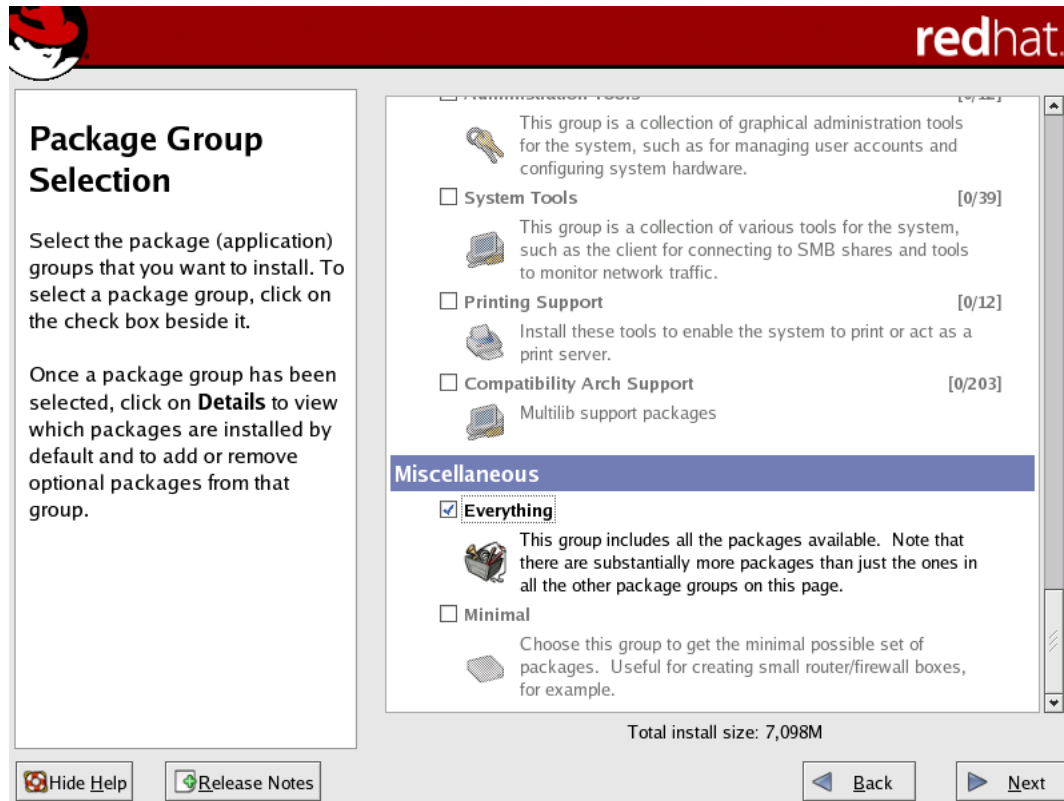 redhat.
Package Group
Selection
Select the package (application)
groups that you want to install. To
select a package group, click on
the check box beside it.
Once a package group has been
selected, click on Details to view
which packages are installed by
default and to add or remove
optional packages from that
group.
Administration Tools [0/12]
This group is a collection of graphical administration tools
for the system, such as for managing user accounts and
configuring system hardware.
System Tools [0/39]
This group is a collection of various tools for the system,
such as the client for connecting to SMB shares and tools
to monitor network traffic.
Printing Support [0/12]
Install these tools to enable the system to print or act as a
print server.
Compatibility Arch Support [0/203]
Multilib support packages
Miscellaneous
Everything
This group includes all the packages available. Note that
there are substantially more packages than just the ones in
all the other package groups on this page.
Minimal
Choose this group to get the minimal possible set of
packages. Useful for creating small router/firewall boxes,
for example.
Total install size: 7,098M
Hide Help
Release Notes
Back
Next